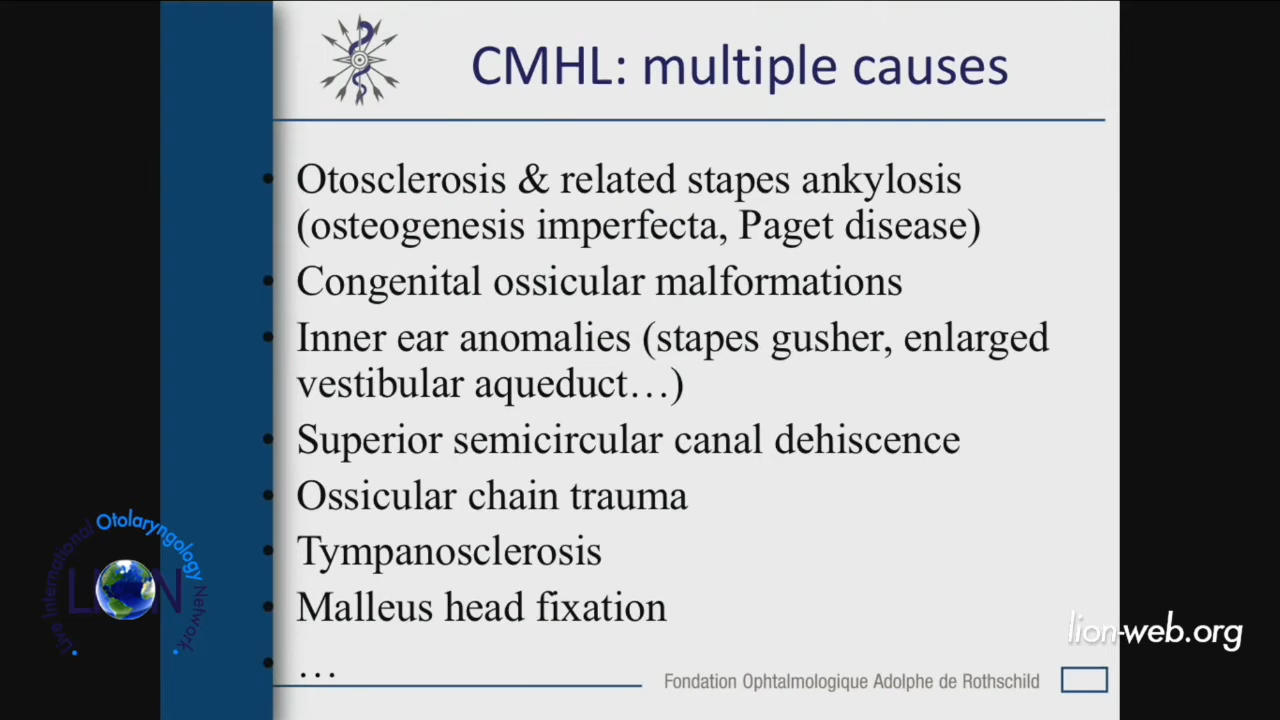 CMHL: multiple causes
• Otosclerosis & related stapes ankylosis
(osteogenesis imperfecta, Paget disease)
• Congenital ossicular malformations
• Inner ear anomalies (stapes gusher, enlarged
vestibular aqueduct…)
• Superior semicircular canal dehiscence
• Ossicular chain trauma
• Tympanosclerosis
• Malleus head fixation
• …
Live International Otolaryngology Network
LION
lion-web.org
Fondation Ophtalmologique Adolphe de Rothschild